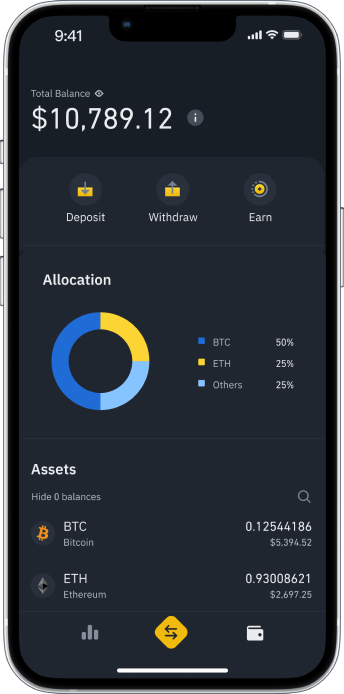 9:41
Total Balance
$10,789.12
Deposit Withdraw Earn
Allocation
BTC 50%
ETH 25%
Others 25%
Assets
Hide 0 balances
BTC 0.12544186
Bitcoin $5,394.52
ETH 0.93008621
Ethereum $2,697.25